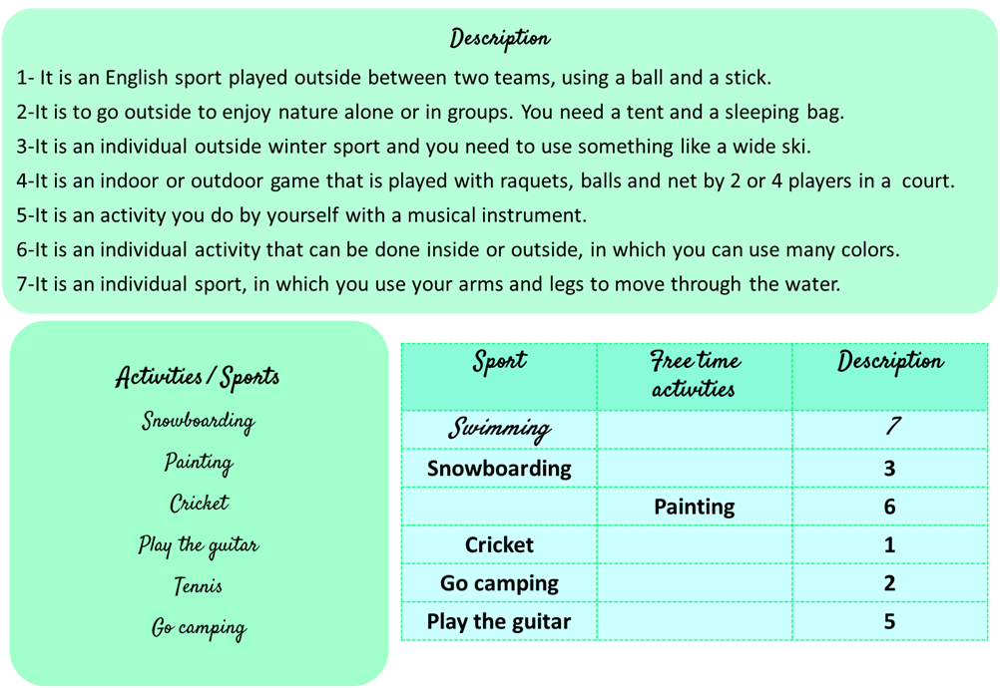 Description
1- It is an English sport played outside between two teams, using a ball and a stick.
2-It is to go outside to enjoy nature alone or in groups. You need a tent and a sleeping bag.
3-It is an individual outside winter sport and you need to use something like a wide ski.
4-It is an indoor or outdoor game that is played with raquets, balls and net by 2 or 4 players in a court.
5-It is an activity you do by yourself with a musical instrument.
6-It is an individual activity that can be done inside or outside, in which you can use many colors.
7-It is an individual sport, in which you use your arms and legs to move through the water.
Activities / Sports
Snowboarding
Painting
Cricket
Play the guitar
Tennis
Go camping
Sport Free time activities Description
Swimming 7
Snowboarding 3
Painting 6
Cricket 1
Go camping 2
Play the guitar 5